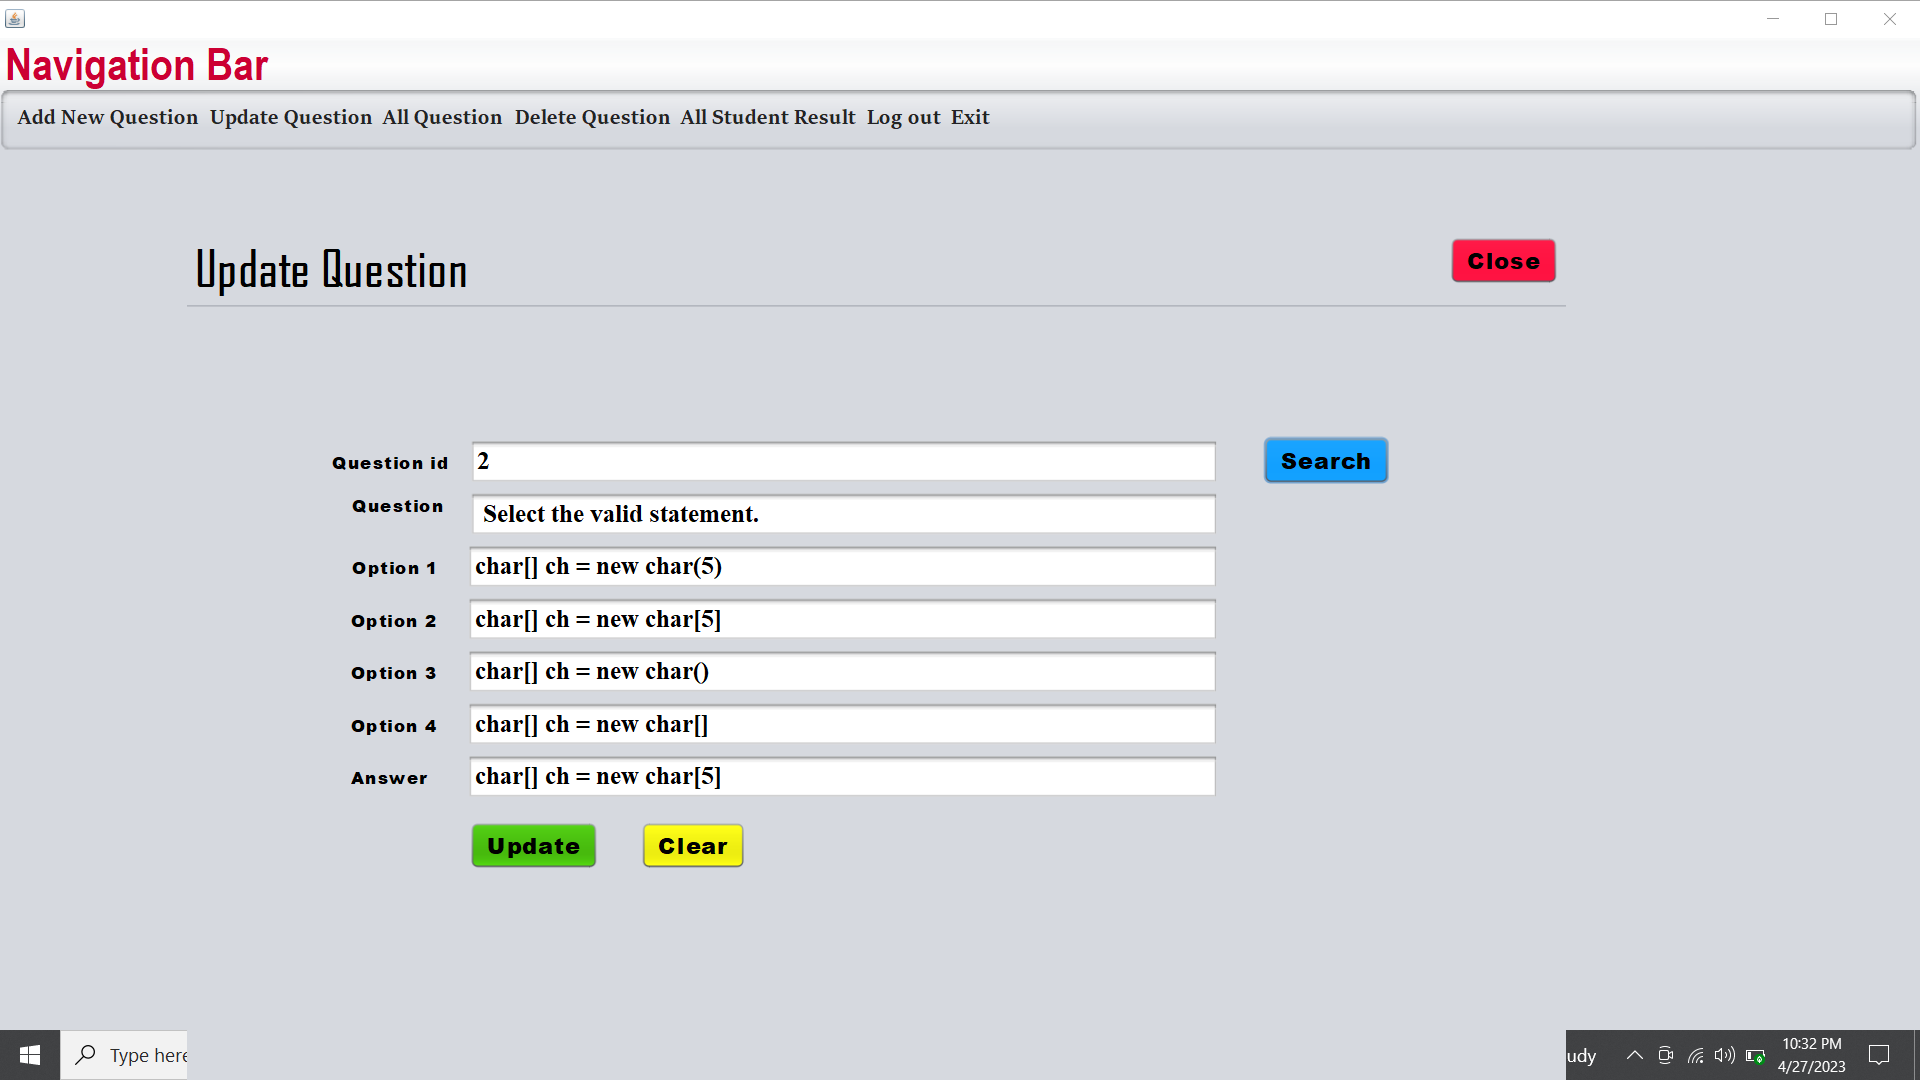 Navigation Bar
Add New Question Update Question All Question Delete Question All Student Result Log out Exit
Update Question
Close
Question id
2
Search
Question
Select the valid statement.
Option 1
char[] ch = new char(5)
Option 2
char[] ch = new char[5]
Option 3
char[] ch = new char()
Option 4
char[] ch = new char[]
Answer
char[] ch = new char[5]
Update
Clear
Type here
udy
10:32 PM
4/27/2023